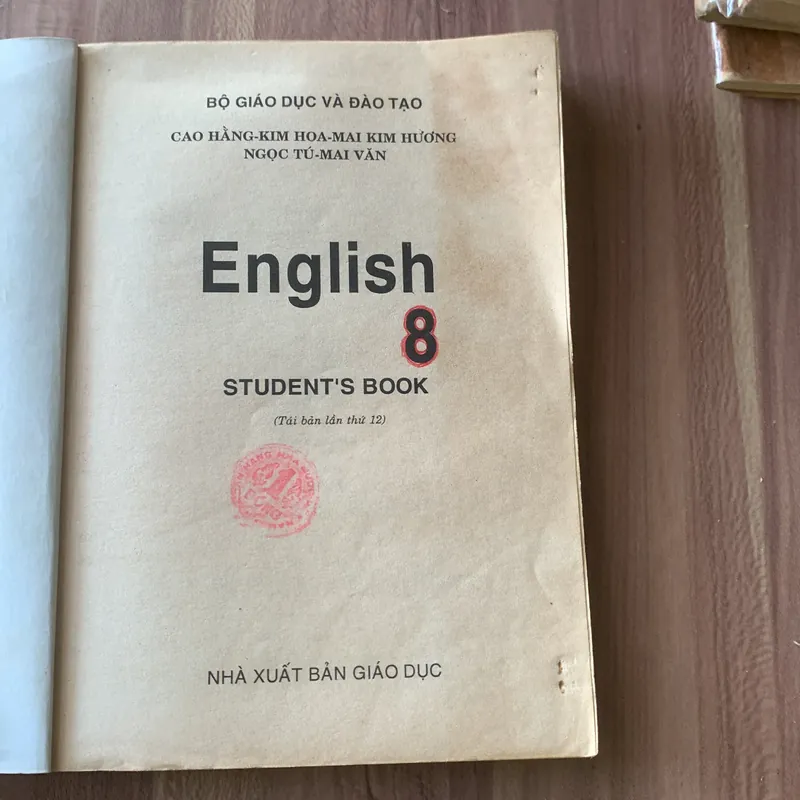 BỘ GIÁO DỤC VÀ ĐÀO TẠO
CAO HẰNG-KIM HOA-MAI KIM HƯƠNG
NGỌC TÚ-MAI VĂN
English
8
STUDENT'S BOOK
(Tái bản lần thứ 12)
NHÀ XUẤT BẢN GIÁO DỤC